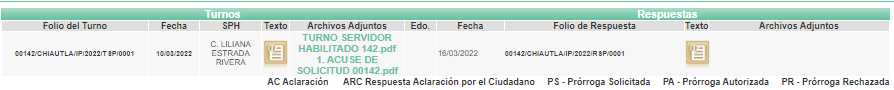 Turnos Respuestas
Folio del Turno Fecha SPH Texto Archivos Adjuntos Edo. Fecha Folio de Respuesta Texto Archivos Adjuntos
00142/CHIAUTLA/IP/2022/TSP/0001 10/03/2022 C. LILIANA ESTRADA RIVERA TURNO SERVIDOR HABILITADO 142.pdf 1. ACUSE DE SOLICITUD 00142.pdf 16/03/2022 00142/CHIAUTLA/IP/2022/RSP/0001
AC Aclaración ARC Respuesta Aclaración por el Ciudadano PS - Prórroga Solicitada PA - Prórroga Autorizada PR - Prórroga Rechazada